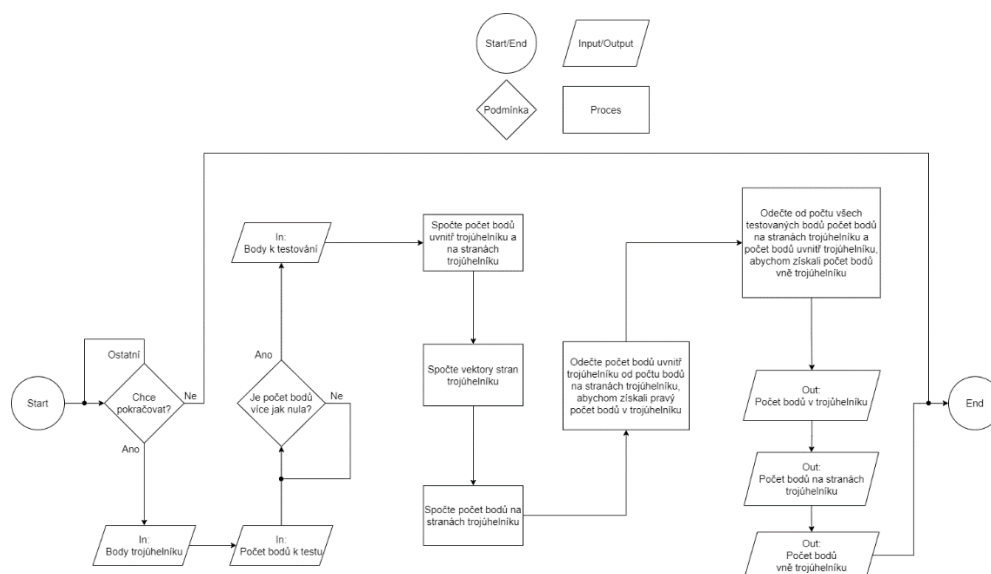 Start/End
Input/Output
Podmínka
Proces
Start
Ostatní
Chce
pokračovat?
Ne
Ano
In:
Body trojúhelníku
In:
Počet bodů k testu
Je počet bodů
více jak nula?
Ne
Ano
In:
Body k testování
Spočte počet bodů
uvnitř trojúhelníku a
na stranách
trojúhelníku
Spočte vektory stran
trojúhelníku
Spočte počet bodů na
stranách trojúhelníku
Odečte počet bodů uvnitř
trojúhelníku od počtu bodů
na stranách trojúhelníku,
abychom získali pravý
počet bodů v trojúhelníku
Odečte od počtu všech
testovaných bodů počet bodů
na stranách trojúhelníku a
počet bodů uvnitř trojúhelníku,
abychom získali počet bodů
vně trojúhelníku
Out:
Počet bodů v trojúhelníku
Out:
Počet bodů na stranách
trojúhelníku
Out:
Počet bodů
vně trojúhelníku
End